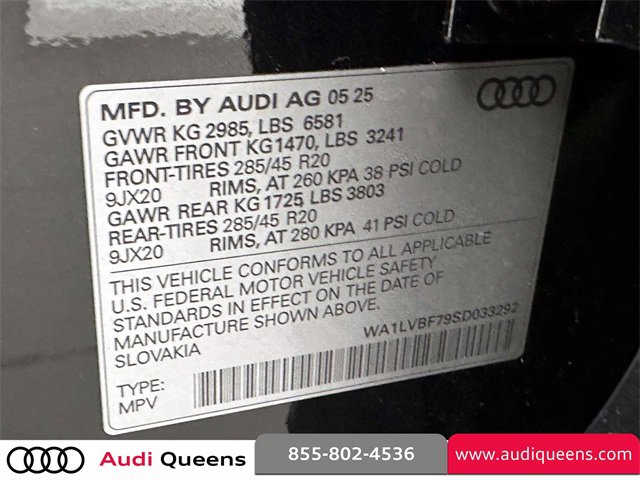 MFD. BY AUDI AG 05 25
GVWR KG 2985, LBS 6581
GAWR FRONT KG1470, LBS 3241
FRONT-TIRES 285/45 R20
9JX20 RIMS, AT 260 KPA 38 PSI COLD
GAWR REAR KG 1725 LBS 3803
REAR-TIRES 285/45 R20
9JX20 RIMS, AT 280 KPA 41 PSI COLD
THIS VEHICLE CONFORMS TO ALL APPLICABLE
U.S. FEDERAL MOTOR VEHICLE SAFETY
STANDARDS IN EFFECT ON THE DATE OF
MANUFACTURE SHOWN ABOVE.
SLOVAKIA WA1LVBF79SD033292
TYPE:
MPV
Audi Queens 855-802-4536 www.audiqueens.com